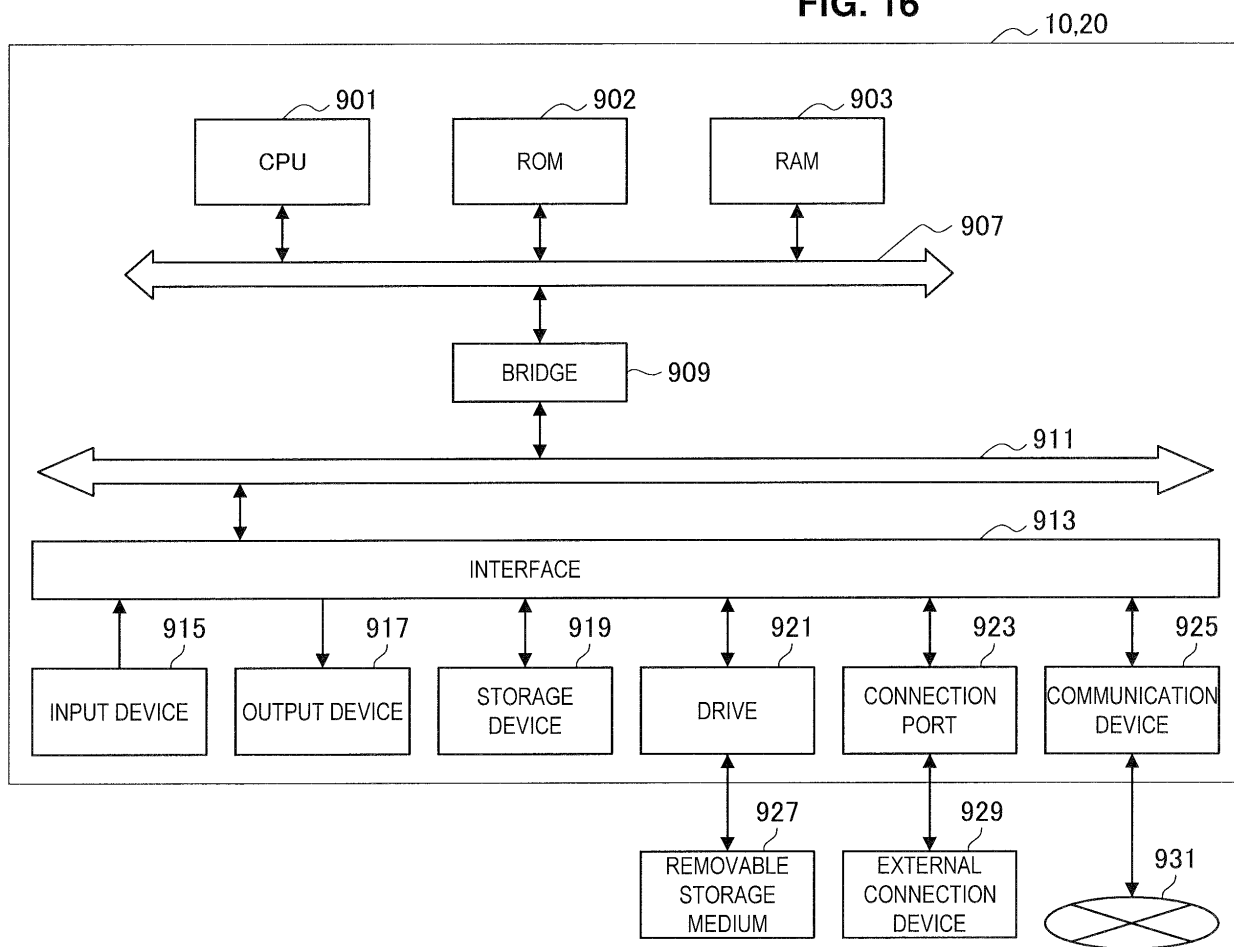 FIG. 16
10,20
901
902
903
CPU
ROM
RAM
907
BRIDGE
909
911
913
INTERFACE
915
917
919
921
923
925
INPUT DEVICE
OUTPUT DEVICE
STORAGE
DEVICE
DRIVE
CONNECTION
PORT
COMMUNICATION
DEVICE
927
929
931
REMOVABLE
STORAGE
MEDIUM
EXTERNAL
CONNECTION
DEVICE